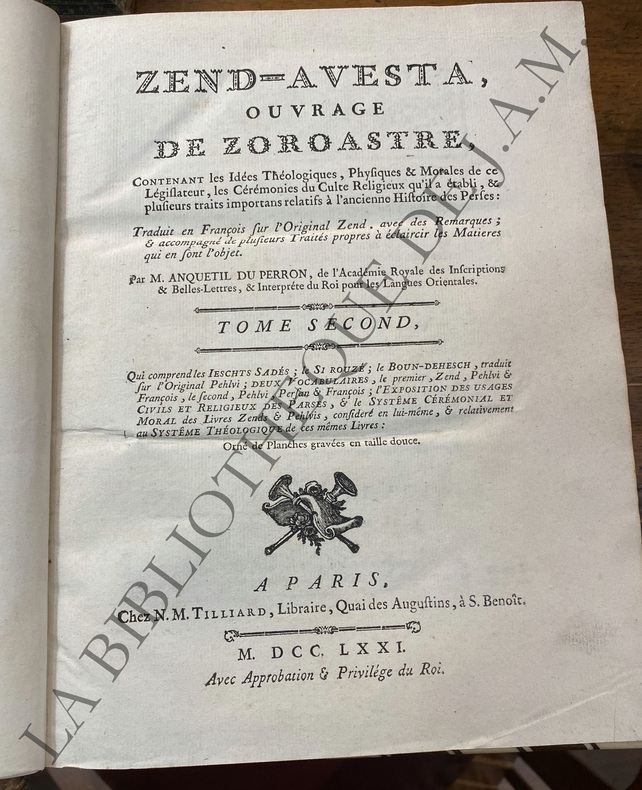 ZEND-AVESTA,
OUVRAGE
DE ZOROASTRE,
CONTENANT les Idées Théologiques, Physiques & Morales de ce
Législateur, les Cérémonies du Culte Religieux qu'il a établi, &
plusieurs traits importans relatifs à l'ancienne Histoire des Perses:
Traduit en François sur l'Original Zend, avec des Remarques;
& accompagné de plusieurs Traités propres à éclaircir les Matieres
qui en sont l'objet.
Par M. ANQUETIL DU PERRON, de l'Académie Royale des Inscriptions
& Belles-Lettres, & Interpréte du Roi pour les Langues Orientales.
TOME SECOND,
Qui comprend les IESCHTS SADÉS; le SI ROUZÉ; le BOUN-DEHESCH, traduit
sur l'Original Pehlvi; DEUX VOCABULAIRES, le premier, Zend, Pehlvi &
François, le second, Pehlvi, Persan & François; l'EXPOSITION DES USAGES
CIVILS ET RELIGIEUX DES PARSES, & le SYSTÊME CÉRÉMONIAL ET
MORAL des Livres Zends & Pehlvis, consideré en lui-même, & relativement
au SYSTÊME THÉOLOGIQUE de ces mêmes Livres:
Orné de Planches gravées en taille douce.
A PARIS,
Chez N. M. TILLIARD, Libraire, Quai des Augustins, à S. Benoît.
M. DCC. LXXI.
Avec Approbation & Privilége du Roi.
LA BIBLIOTHEQUE DE J.A.M.